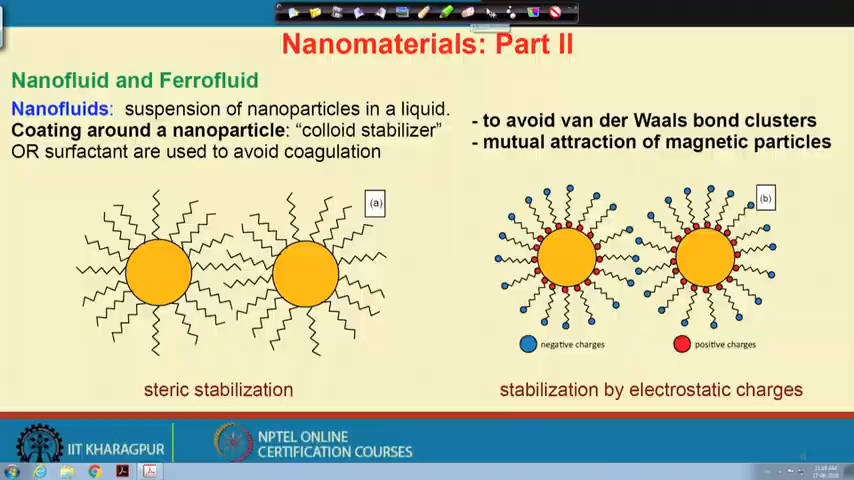 Nanomaterials: Part II
Nanofluid and Ferrofluid
Nanofluids: suspension of nanoparticles in a liquid.
Coating around a nanoparticle: “colloid stabilizer”
OR surfactant are used to avoid coagulation
- to avoid van der Waals bond clusters
- mutual attraction of magnetic particles
(a)
(b)
negative charges
positive charges
steric stabilization
stabilization by electrostatic charges
IIT KHARAGPUR
NPTEL ONLINE
CERTIFICATION COURSES